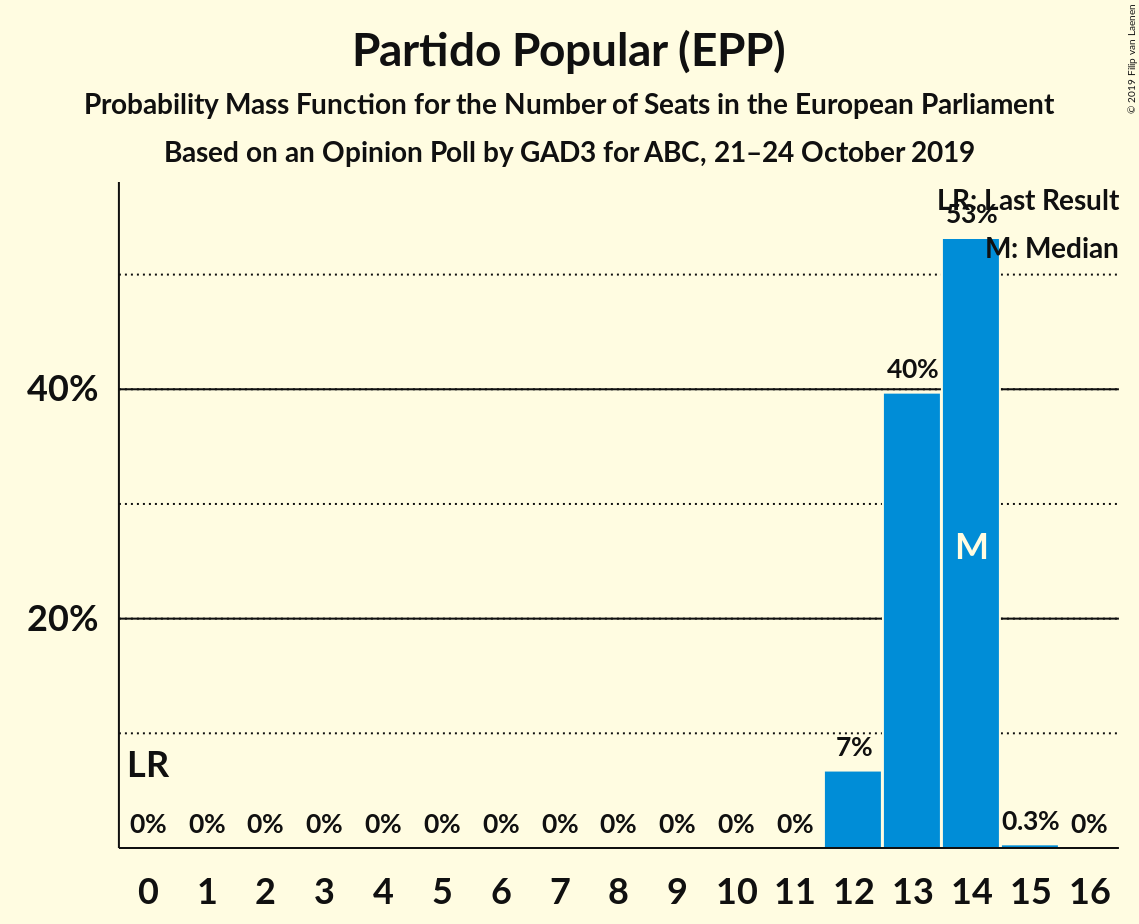 Partido Popular (EPP)
Probability Mass Function for the Number of Seats in the European Parliament
Based on an Opinion Poll by GAD3 for ABC, 21–24 October 2019
© 2019 Filip van Laenen
LR: Last Result
53%
M: Median
40%
40%
M
20%
7%
LR
0% 0% 0% 0% 0% 0% 0% 0% 0% 0% 0% 0% 0.3% 0%
0 1 2 3 4 5 6 7 8 9 10 11 12 13 14 15 16